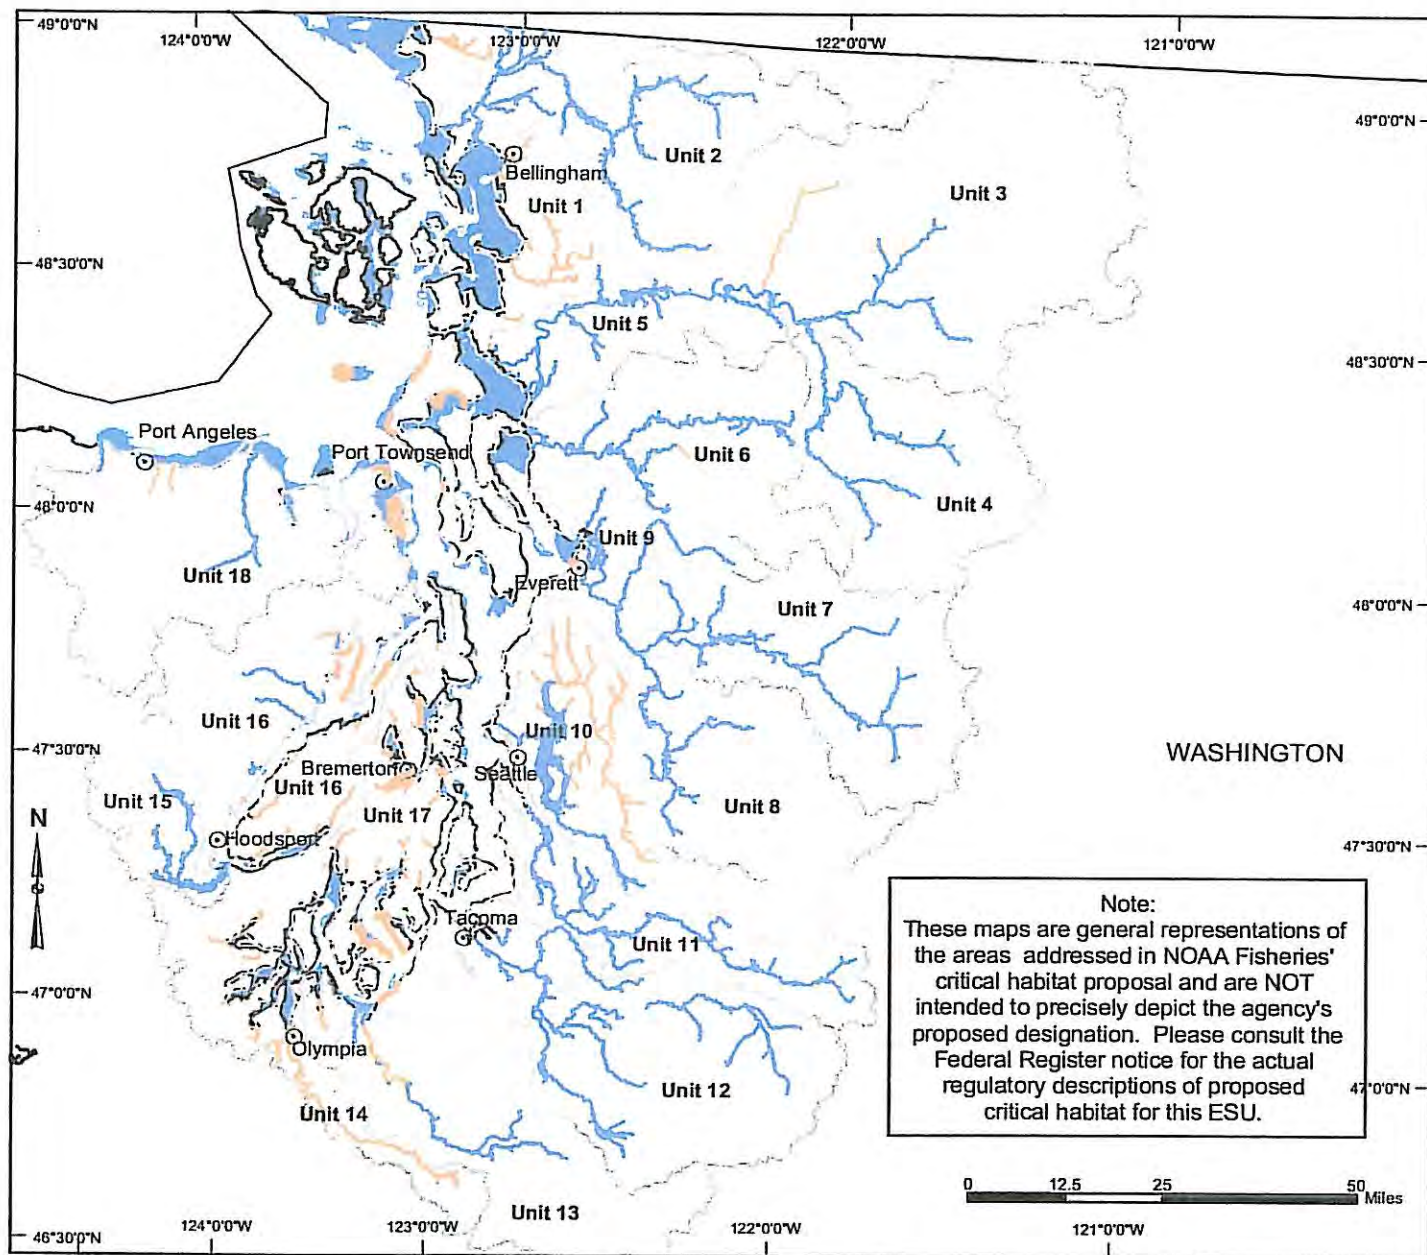 49°0'0"N
124°0'0"W
123°0'0"W
122°0'0"W
121°0'0"W
49°0'0"N
Unit 2
Bellingham
Unit 3
Unit 1
48°30'0"N
Unit 5
48°30'0"N
Port Angeles
Port Townsend
Unit 6
Unit 4
48°0'0"N
Unit 9
Unit 18
Everett
Unit 7
48°0'0"N
Unit 16
Unit 10
47°30'0"N
WASHINGTON
Bremerton
Seattle
Unit 16
Unit 15
Unit 17
Unit 8
N
Hoodsport
47°30'0"N
Note:
These maps are general representations of
the areas addressed in NOAA Fisheries'
critical habitat proposal and are NOT
intended to precisely depict the agency's
proposed designation. Please consult the
Federal Register notice for the actual
regulatory descriptions of proposed
critical habitat for this ESU.
Tacoma
Unit 11
47°0'0"N
Olympia
Unit 12
47°0'0"N
Unit 14
0 12.5 25 50
Miles
Unit 13
46°30'0"N
124°0'0"W
123°0'0"W
122°0'0"W
121°0'0"W